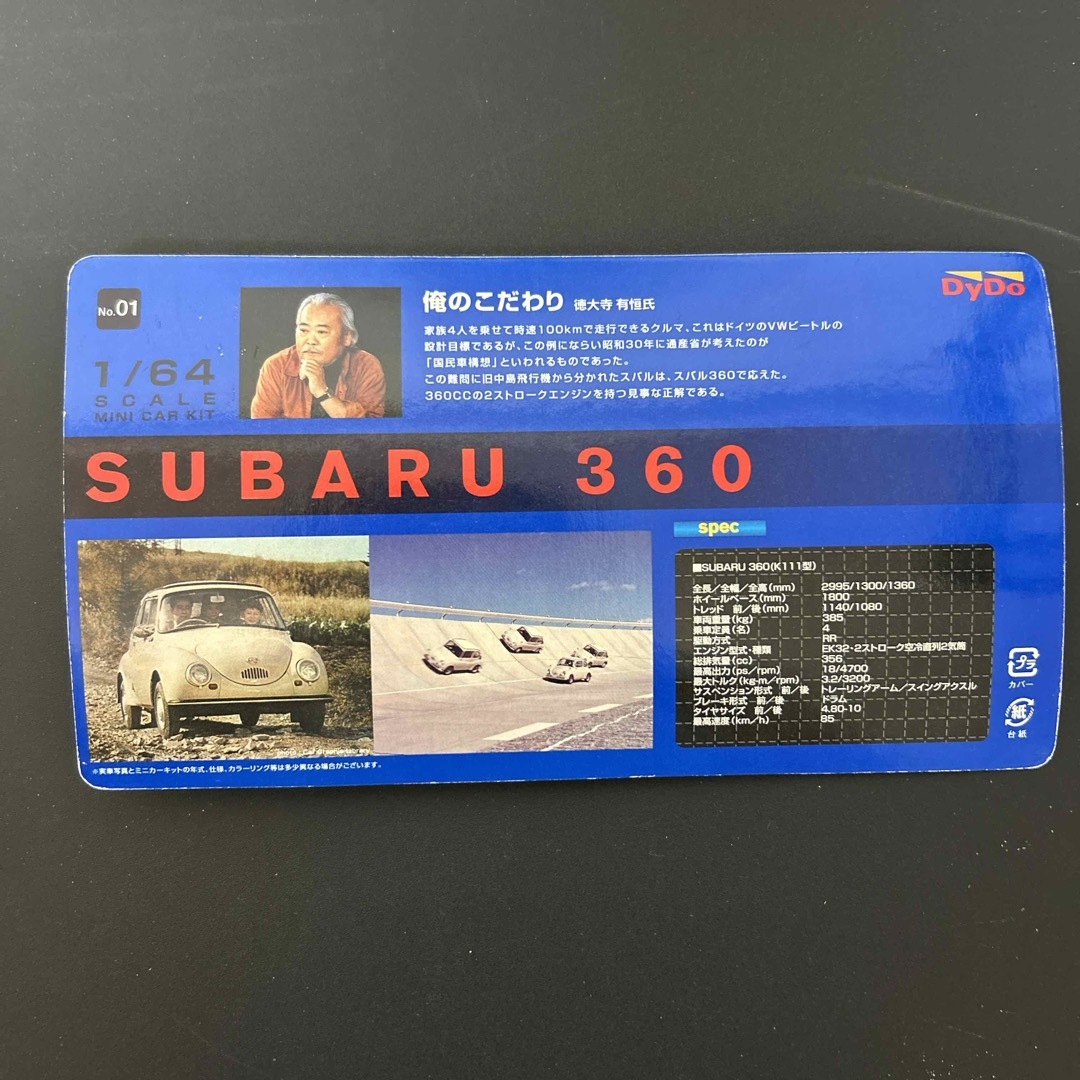 No.01
DyDo
俺のこだわり 徳大寺 有恒氏
家族4人を乗せて時速100kmで走行できるクルマ、これはドイツのVWビートルの
設計目標であるが、この例にならい昭和30年に通産省が考えたのが
「国民車構想」といわれるものであった。
この難問に旧中島飛行機から分かれたスバルは、スバル360で応えた。
360CCの2ストロークエンジンを持つ見事な正解である。
1/64
SCALE
MINI CAR KIT
SUBARU 360
spec
■SUBARU 360(K111型)
全長/全幅/全高(mm) 2995/1300/1360
ホイールベース(mm) 1800
トレッド 前/後(mm) 1140/1080
車両重量(kg) 385
乗車定員(名) 4
駆動方式 RR
エンジン型式・種類 EK32・2ストローク空冷直列2気筒
総排気量(cc) 356
最高出力(ps/rpm) 18/4700
最大トルク(kg-m/rpm) 3.2/3200
サスペンション形式 前/後 トレーリングアーム/スイングアクスル
ブレーキ形式 前/後 ドラム
タイヤサイズ 前/後 4.80-10
最高速度(km/h) 85
プラ
カバー
紙
台紙
※実車写真とミニカーキットの年式、仕様、カラーリング等は多少異なる場合がございます。